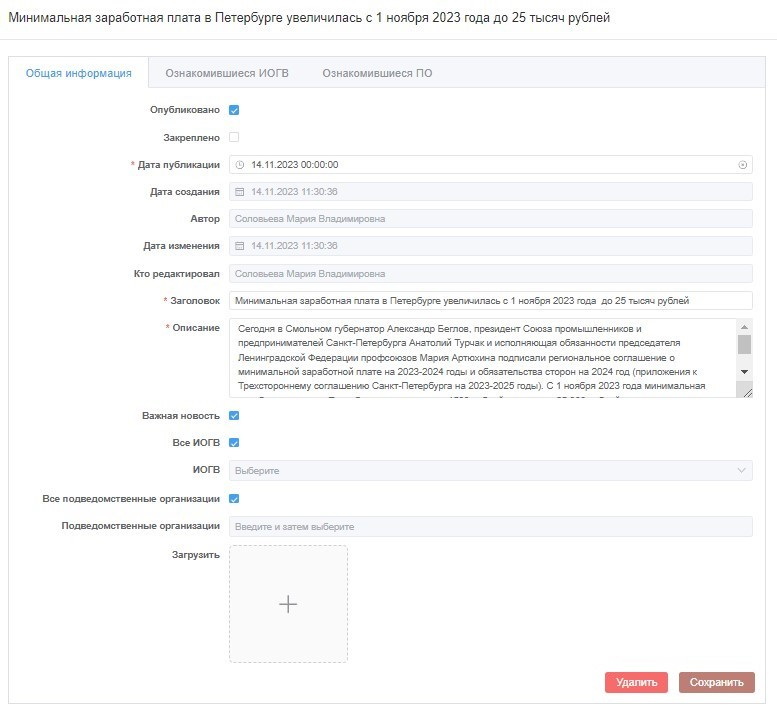 Минимальная заработная плата в Петербурге увеличилась с 1 ноября 2023 года до 25 тысяч рублей
Общая информация Ознакомившиеся ИОГВ Ознакомившиеся ПО
Опубликовано
Закреплено
* Дата публикации 14.11.2023 00:00:00
Дата создания 14.11.2023 11:30:36
Автор Соловьева Мария Владимировна
Дата изменения 14.11.2023 11:30:36
Кто редактировал Соловьева Мария Владимировна
* Заголовок Минимальная заработная плата в Петербурге увеличилась с 1 ноября 2023 года до 25 тысяч рублей
* Описание Сегодня в Смольном губернатор Александр Беглов, президент Союза промышленников и
предпринимателей Санкт-Петербурга Анатолий Турчак и исполняющая обязанности председателя
Ленинградской Федерации профсоюзов Мария Артюхина подписали региональное соглашение о
минимальной заработной плате на 2023-2024 годы и обязательства сторон на 2024 год (приложения к
Трехстороннему соглашению Санкт-Петербурга на 2023-2025 годы). С 1 ноября 2023 года минимальная
Важная новость
Все ИОГВ
ИОГВ Выберите
Все подведомственные организации
Подведомственные организации Введите и затем выберите
Загрузить
Удалить Сохранить